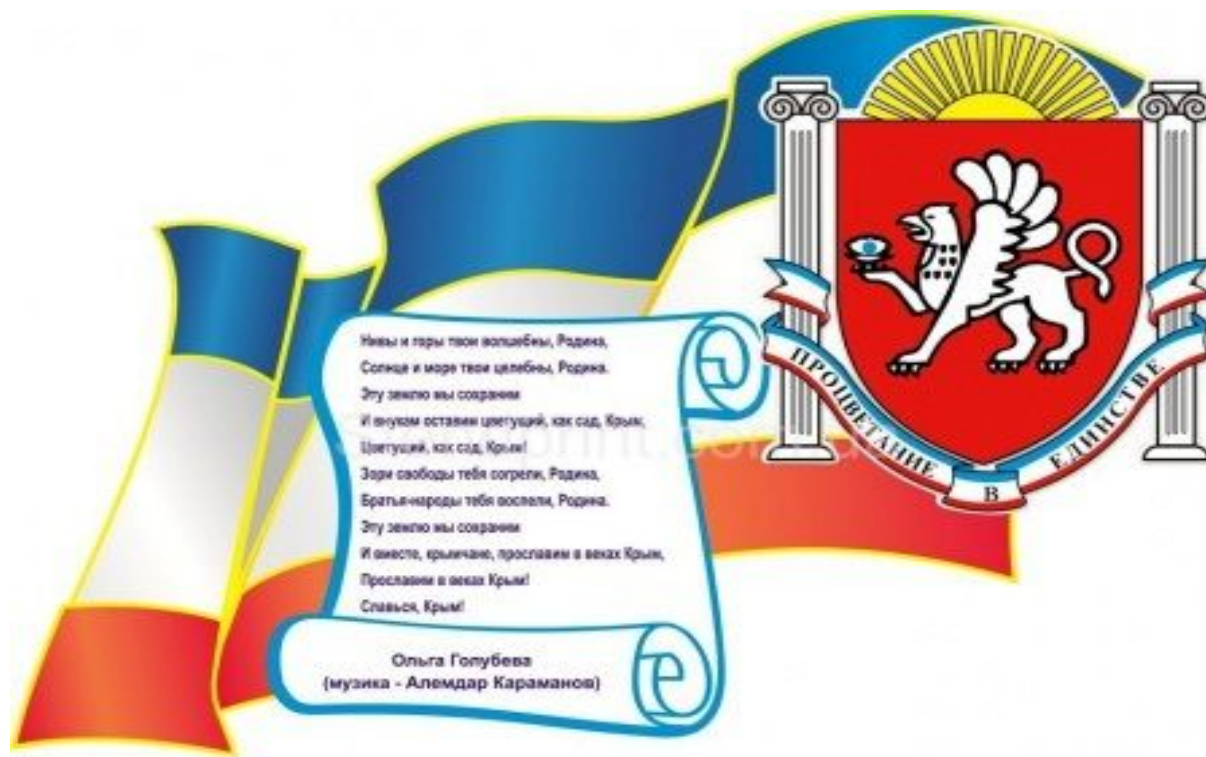 Нивы и горы твои волшебны, Родина,
Солнце и море твои целебны, Родина.
Эту землю мы сохраним
И внукам оставим цветущий, как сад, Крым,
Цветущий, как сад, Крым!
Зори свободы тебя согрели, Родина,
Братья-народы тебя воспели, Родина.
Эту землю мы сохраним
И вместе, крымчане, прославим в веках Крым,
Прославим в веках Крым!
Славься, Крым!
Ольга Голубева
(музика - Алемдар Караманов)
ПРОЦВЕТАНИЕ В ЕДИНСТВЕ